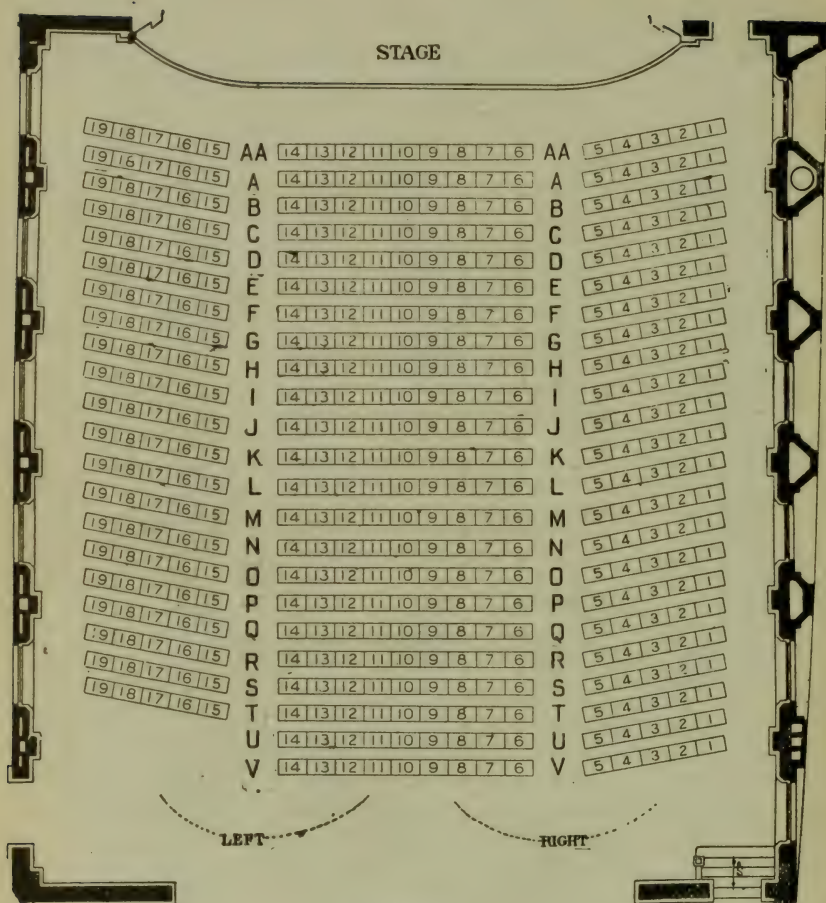 STAGE
19 18 17 16 15 AA 14 13 12 11 10 9 8 7 6 AA 5 4 3 2 1
19 18 17 16 15 A 14 13 12 11 10 9 8 7 6 A 5 4 3 2 1
19 18 17 16 15 B 14 13 12 11 10 9 8 7 6 B 5 4 3 2 1
19 18 17 16 15 C 14 13 12 11 10 9 8 7 6 C 5 4 3 2 1
19 18 17 16 15 D 14 13 12 11 10 9 8 7 6 D 5 4 3 2 1
19 18 17 16 15 E 14 13 12 11 10 9 8 7 6 E 5 4 3 2 1
19 18 17 16 15 F 14 13 12 11 10 9 8 7 6 F 5 4 3 2 1
19 18 17 16 15 G 14 13 12 11 10 9 8 7 6 G 5 4 3 2 1
19 18 17 16 15 H 14 13 12 11 10 9 8 7 6 H 5 4 3 2 1
19 18 17 16 15 I 14 13 12 11 10 9 8 7 6 I 5 4 3 2 1
19 18 17 16 15 J 14 13 12 11 10 9 8 7 6 J 5 4 3 2 1
19 18 17 16 15 K 14 13 12 11 10 9 8 7 6 K 5 4 3 2 1
19 18 17 16 15 L 14 13 12 11 10 9 8 7 6 L 5 4 3 2 1
19 18 17 16 15 M 14 13 12 11 10 9 8 7 6 M 5 4 3 2 1
19 18 17 16 15 N 14 13 12 11 10 9 8 7 6 N 5 4 3 2 1
19 18 17 16 15 O 14 13 12 11 10 9 8 7 6 O 5 4 3 2 1
19 18 17 16 15 P 14 13 12 11 10 9 8 7 6 P 5 4 3 2 1
19 18 17 16 15 Q 14 13 12 11 10 9 8 7 6 Q 5 4 3 2 1
19 18 17 16 15 R 14 13 12 11 10 9 8 7 6 R 5 4 3 2 1
19 18 17 16 15 S 14 13 12 11 10 9 8 7 6 S 5 4 3 2 1
19 18 17 16 15 T 14 13 12 11 10 9 8 7 6 T 5 4 3 2 1
U 14 13 12 11 10 9 8 7 6 U 5 4 3 2 1
V 14 13 12 11 10 9 8 7 6 V 5 4 3 2 1
LEFT RIGHT